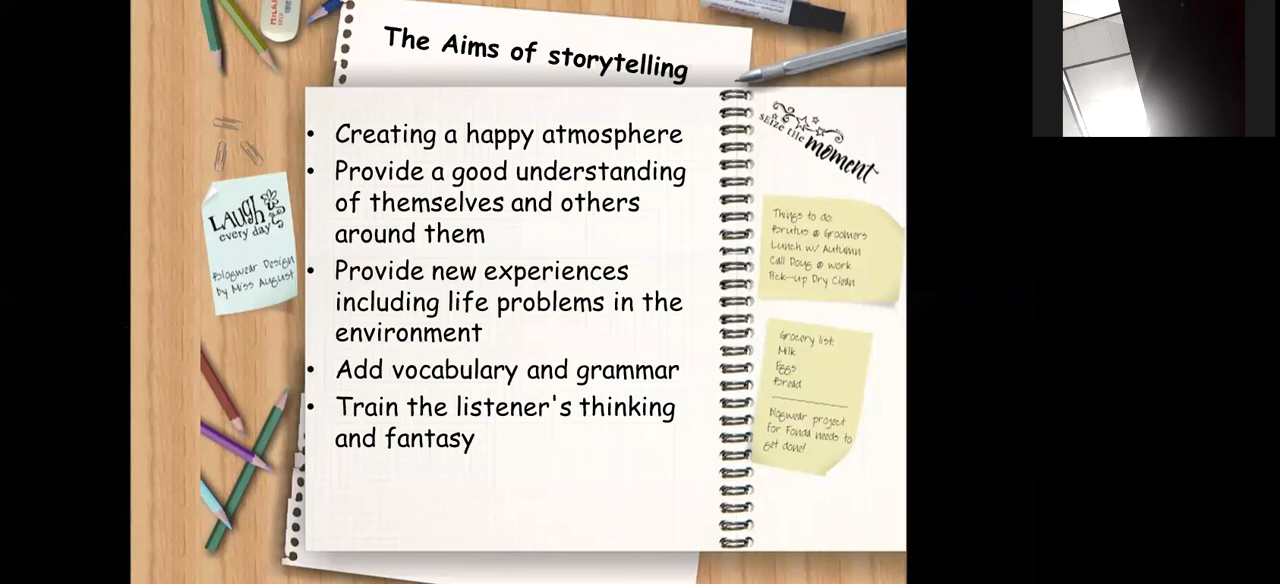 The Aims of storytelling
• Creating a happy atmosphere
• Provide a good understanding
of themselves and others
around them
• Provide new experiences
including life problems in the
environment
• Add vocabulary and grammar
• Train the listener's thinking
and fantasy
LAUGH
every day
Blogwear Design
by Miss August
seize the
moment
Things to do:
Brutus @ Groomers
Lunch w/ Autumn
Call Doug @ work
Pick-up Dry Clean
Grocery list:
Milk
Eggs
Bread
Blogwear project
for Fonda needs to
get done!
MILAN